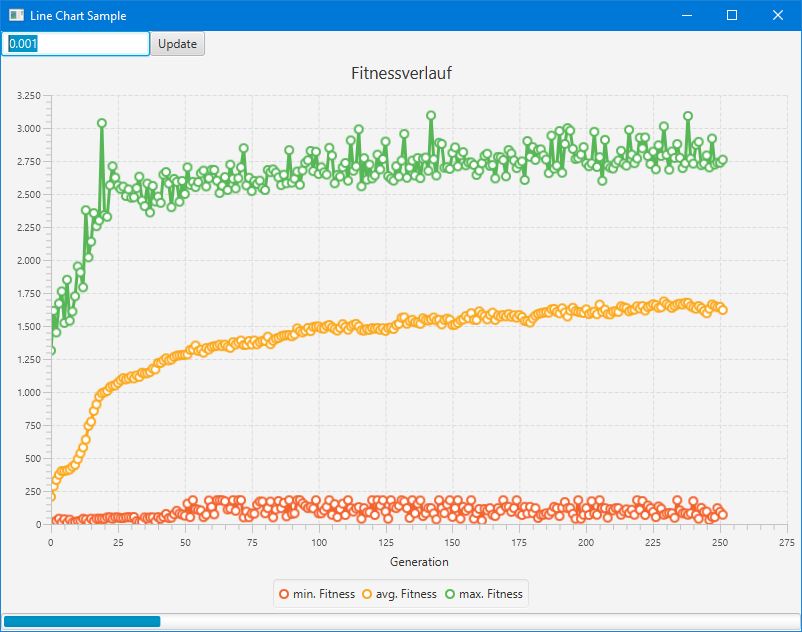 Line Chart Sample
0.001 Update
Fitnessverlauf
3.250
3.000
2.750
2.500
2.250
2.000
1.750
1.500
1.250
1.000
750
500
250
0
0 25 50 75 100 125 150 175 200 225 250 275
Generation
min. Fitness avg. Fitness max. Fitness